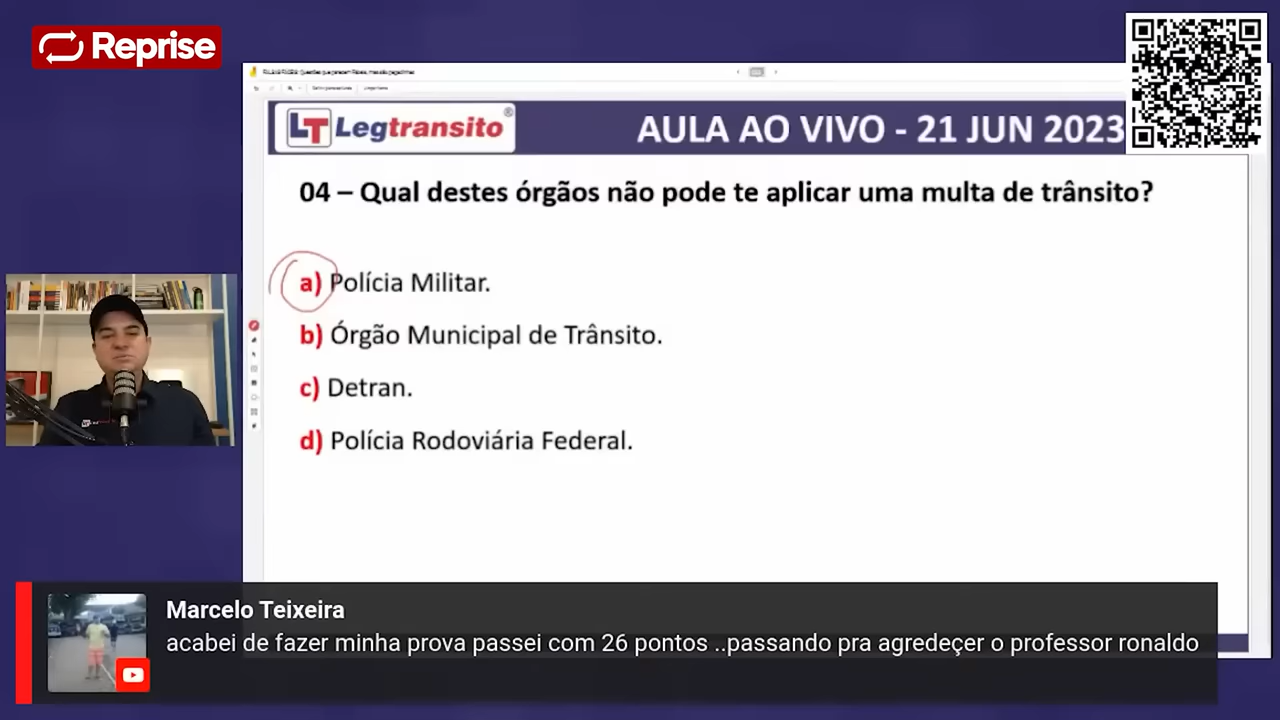 Reprise
LT Legtransito®
AULA AO VIVO - 21 JUN 2023
04 – Qual destes órgãos não pode te aplicar uma multa de trânsito?
a) Polícia Militar.
b) Órgão Municipal de Trânsito.
c) Detran.
d) Polícia Rodoviária Federal.
Marcelo Teixeira
acabei de fazer minha prova passei com 26 pontos ..passando pra agredeçer o professor ronaldo